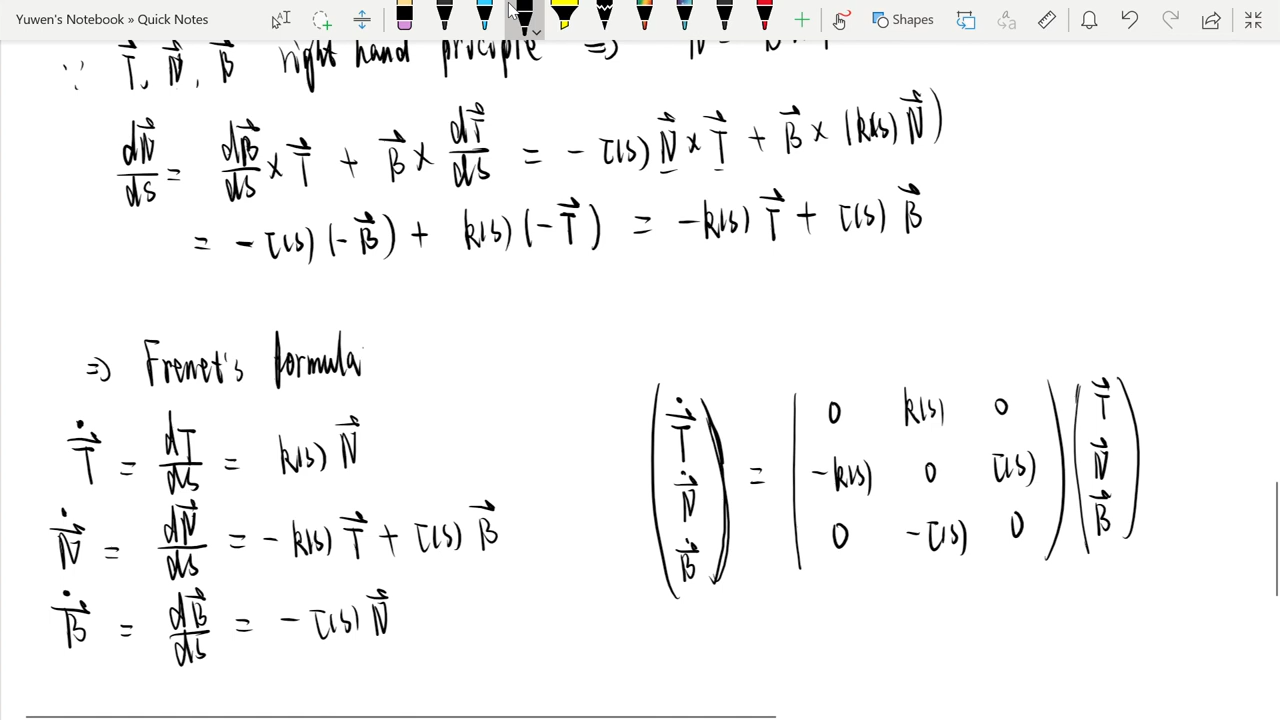 Yuwen's Notebook » Quick Notes
Shapes
∵ T⃗, N⃗, B⃗ right hand priciple ⇒
dN⃗/ds = dB⃗/ds × T⃗ + B⃗ × dT⃗/ds = - τ(s) N⃗ × T⃗ + B⃗ × (k(s) N⃗)
= - τ(s) (-B⃗) + k(s) (-T⃗) = -k(s) T⃗ + τ(s) B⃗
⇒ Frenet's formula
Ṫ⃗ = dT/ds = k(s) N⃗
Ṅ⃗ = dN⃗/ds = - k(s) T⃗ + τ(s) B⃗
Ḃ⃗ = dB⃗/ds = - τ(s) N⃗
( Ṫ⃗ ) = ( 0 k(s) 0 ) ( T⃗ )
( Ṅ⃗ ) ( -k(s) 0 τ(s) ) ( N⃗ )
( Ḃ⃗ ) ( 0 -τ(s) 0 ) ( B⃗ )